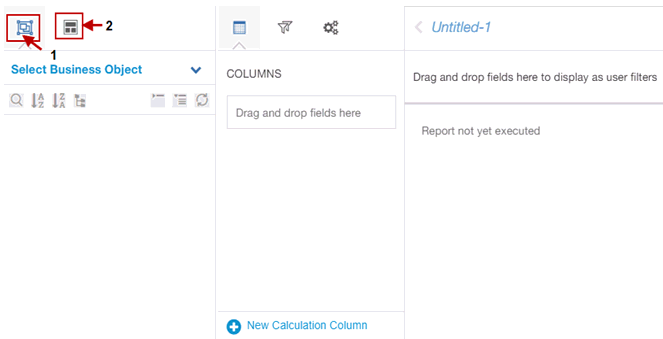 2
1
Select Business Object
COLUMNS
Drag and drop fields here
New Calculation Column
Untitled-1
Drag and drop fields here to display as user filters
Report not yet executed